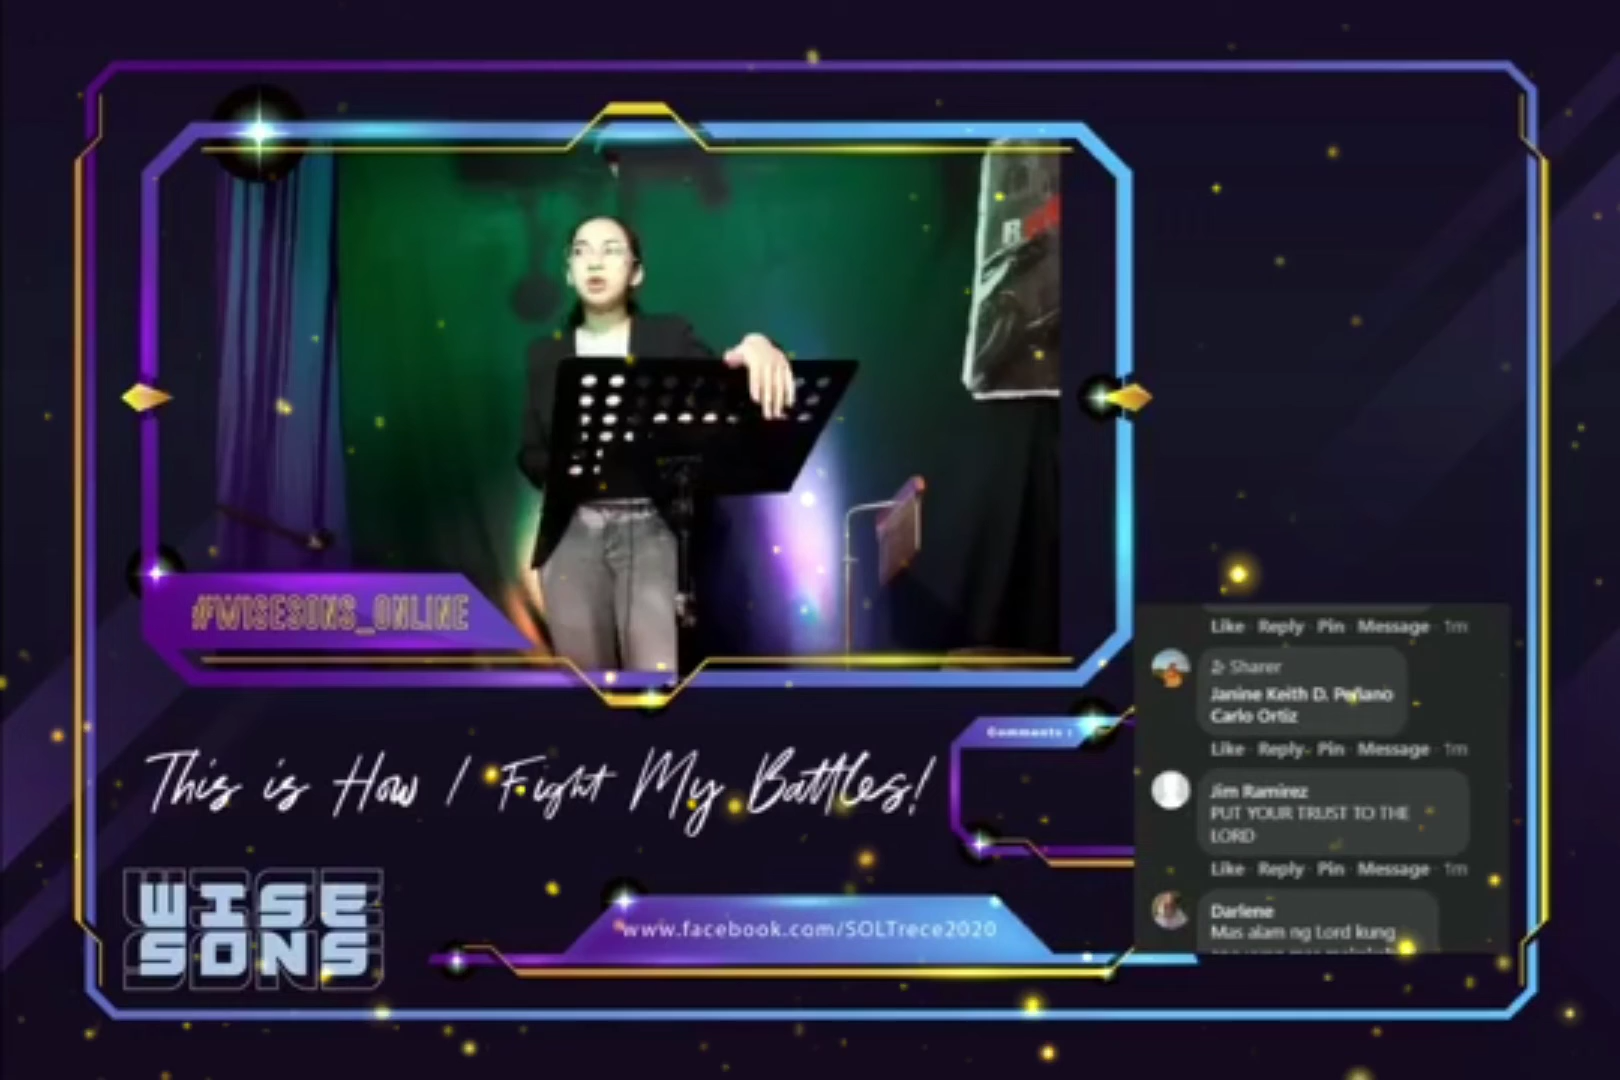 R
#WISESONS_ONLINE
This is How I Fight My Battles!
WISE
SONS
www.facebook.com/SOLTrece2020
Comments :
Like Reply Pin Message 1m
Sharer
Janine Keith D. Peñano
Carlo Ortiz
Like Reply Pin Message 1m
Jim Ramirez
PUT YOUR TRUST TO THE
LORD
Like Reply Pin Message 1m
Darlene
Mas alam ng Lord kung